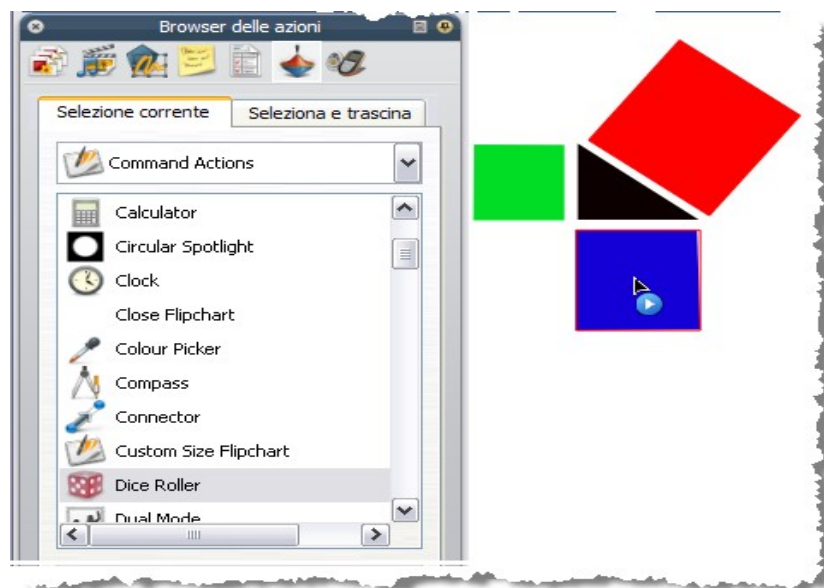 Browser delle azioni
Selezione corrente
Seleziona e trascina
Command Actions
Calculator
Circular Spotlight
Clock
Close Flipchart
Colour Picker
Compass
Connector
Custom Size Flipchart
Dice Roller
Dual Mode